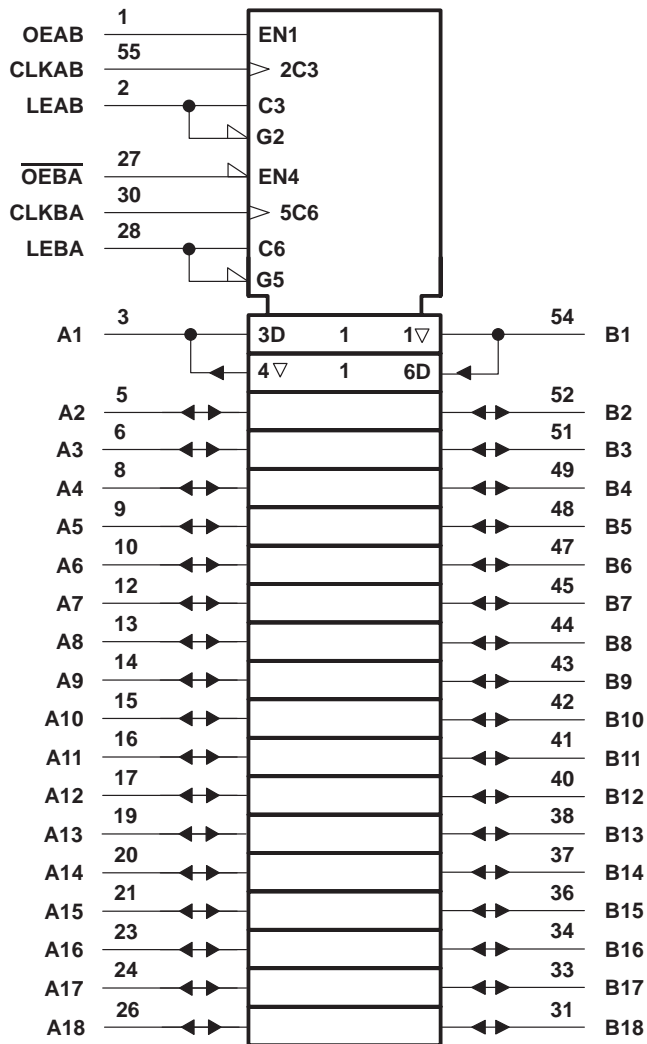 OEAB 1 EN1
CLKAB 55 2C3
LEAB 2 C3
G2
OEBA 27 EN4
CLKBA 30 5C6
LEBA 28 C6
G5
A1 3 3D 1 1▽ 54 B1
4 ▽ 1 6D
A2 5 52 B2
A3 6 51 B3
A4 8 49 B4
A5 9 48 B5
A6 10 47 B6
A7 12 45 B7
A8 13 44 B8
A9 14 43 B9
A10 15 42 B10
A11 16 41 B11
A12 17 40 B12
A13 19 38 B13
A14 20 37 B14
A15 21 36 B15
A16 23 34 B16
A17 24 33 B17
A18 26 31 B18